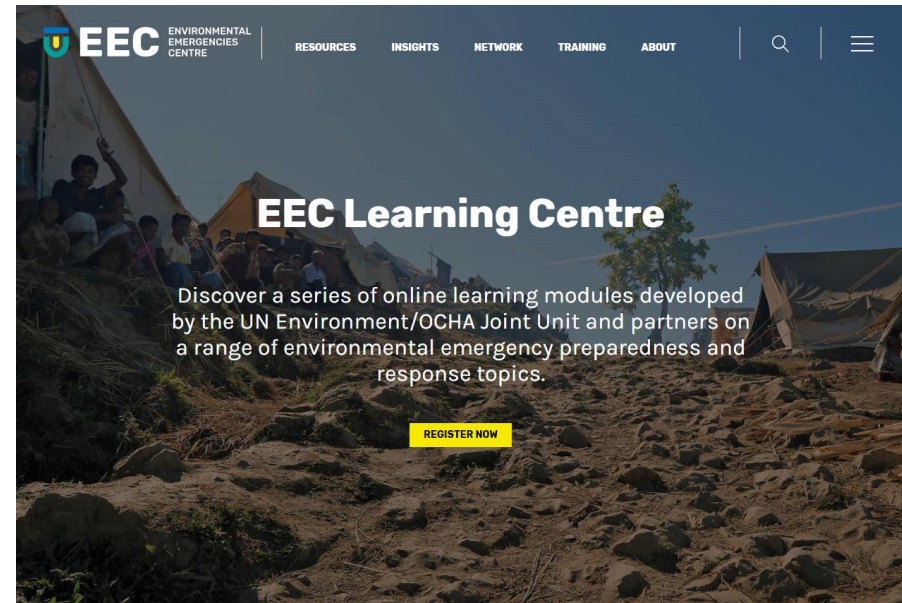 EEC
ENVIRONMENTAL
EMERGENCIES
CENTRE
RESOURCES
INSIGHTS
NETWORK
TRAINING
ABOUT
EEC Learning Centre
Discover a series of online learning modules developed
by the UN Environment/OCHA Joint Unit and partners on
a range of environmental emergency preparedness and
response topics.
REGISTER NOW